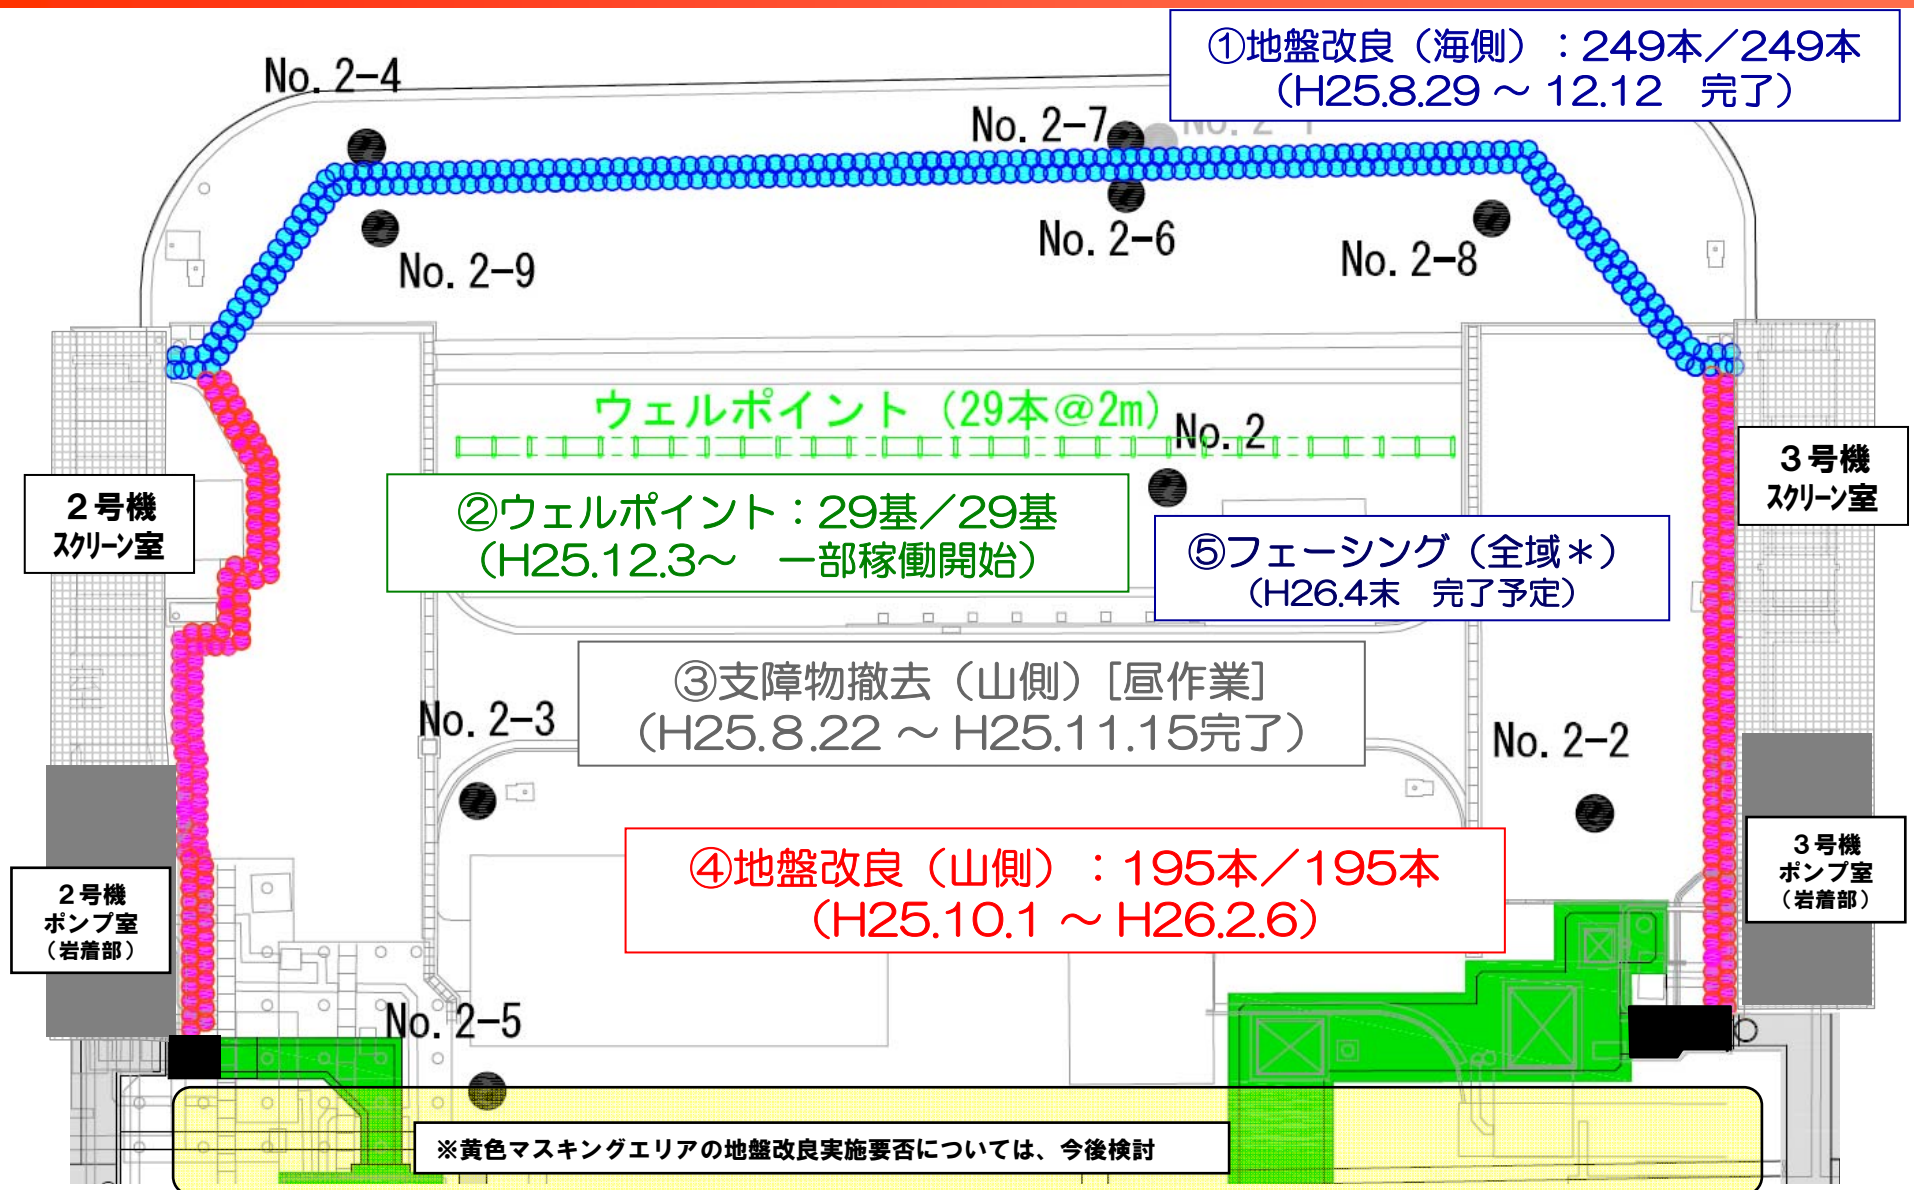 ①地盤改良（海側）：249本／249本
（H25.8.29 ～ 12.12　完了）
No. 2-4
No. 2-7
No. 2-1
No. 2-6
No. 2-8
No. 2-9
ウェルポイント（29本@2m）
No. 2
２号機
スクリーン室
３号機
スクリーン室
②ウェルポイント：29基／29基
（H25.12.3～　一部稼働開始）
⑤フェーシング（全域＊）
（H26.4末　完了予定）
③支障物撤去（山側）[昼作業]
（H25.8.22 ～ H25.11.15完了）
No. 2-3
No. 2-2
④地盤改良（山側）：195本／195本
（H25.10.1 ～ H26.2.6）
２号機
ポンプ室
（岩着部）
３号機
ポンプ室
（岩着部）
No. 2-5
※黄色マスキングエリアの地盤改良実施要否については、今後検討